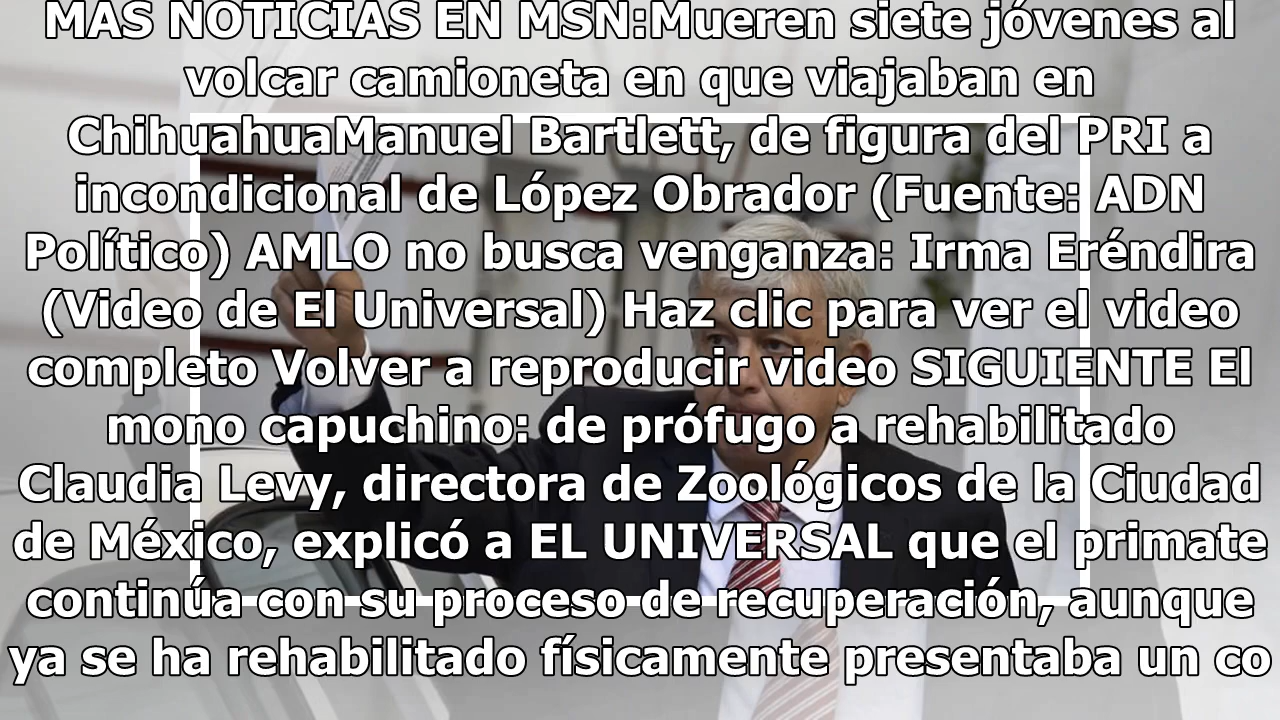 MÁS NOTICIAS EN MSN:Mueren siete jóvenes al
volcar camioneta en que viajaban en
ChihuahuaManuel Bartlett, de figura del PRI a
incondicional de López Obrador (Fuente: ADN
Político) AMLO no busca venganza: Irma Eréndira
(Video de El Universal) Haz clic para ver el video
completo Volver a reproducir video SIGUIENTE El
mono capuchino: de prófugo a rehabilitado
Claudia Levy, directora de Zoológicos de la Ciudad
de México, explicó a EL UNIVERSAL que el primate
continúa con su proceso de recuperación, aunque
ya se ha rehabilitado físicamente presentaba un co